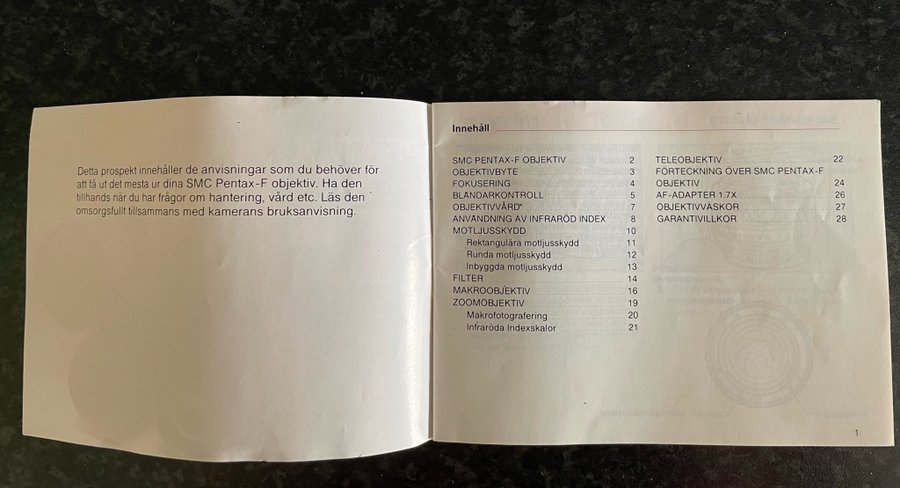 Detta prospekt innehåller de anvisningar som du behöver för
att få ut det mesta ur dina SMC Pentax-F objektiv. Ha den
tillhands när du har frågor om hantering, vård etc. Läs den
omsorgsfullt tillsammans med kamerans bruksanvisning.
Innehåll
SMC PENTAX-F OBJEKTIV 2
OBJEKTIVBYTE 3
FOKUSERING 4
BLÄNDARKONTROLL 5
OBJEKTIVVÅRD 7
ANVÄNDNING AV INFRARÖD INDEX 8
MOTLJUSSKYDD 10
Rektangulära motljusskydd 11
Runda motljusskydd 12
Inbyggda motljusskydd 13
FILTER 14
MAKROOBJEKTIV 16
ZOOMOBJEKTIV 19
Makrofotografering 20
Infraröda Indexskalor 21
TELEOBJEKTIV 22
FÖRTECKNING ÖVER SMC PENTAX-F
OBJEKTIV 24
AF-ADAPTER 1.7X 26
OBJEKTIVVÄSKOR 27
GARANTIVILLKOR 28
1